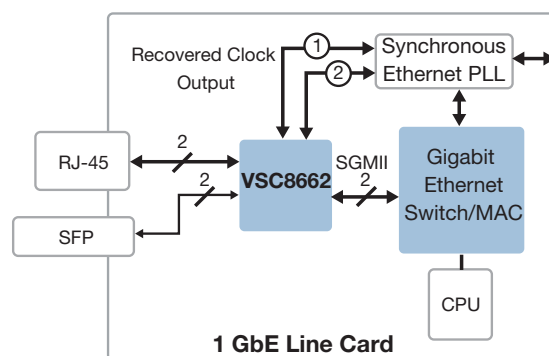 Recovered Clock
Output
1
2
Synchronous
Ethernet PLL
RJ-45
2
SFP
2
VSC8662
SGMII
2
Gigabit
Ethernet
Switch/MAC
CPU
1 GbE Line Card